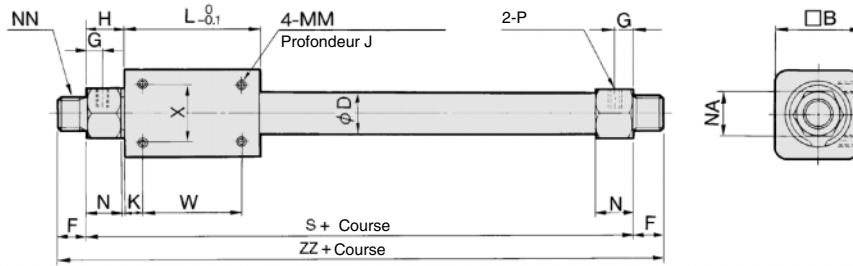 H
L 0 -0.1
4-MM
2-P
G
□B
NN
G
Profondeur J
X
φD
NA
N
K
W
N
F
S + Course
F
ZZ + Course